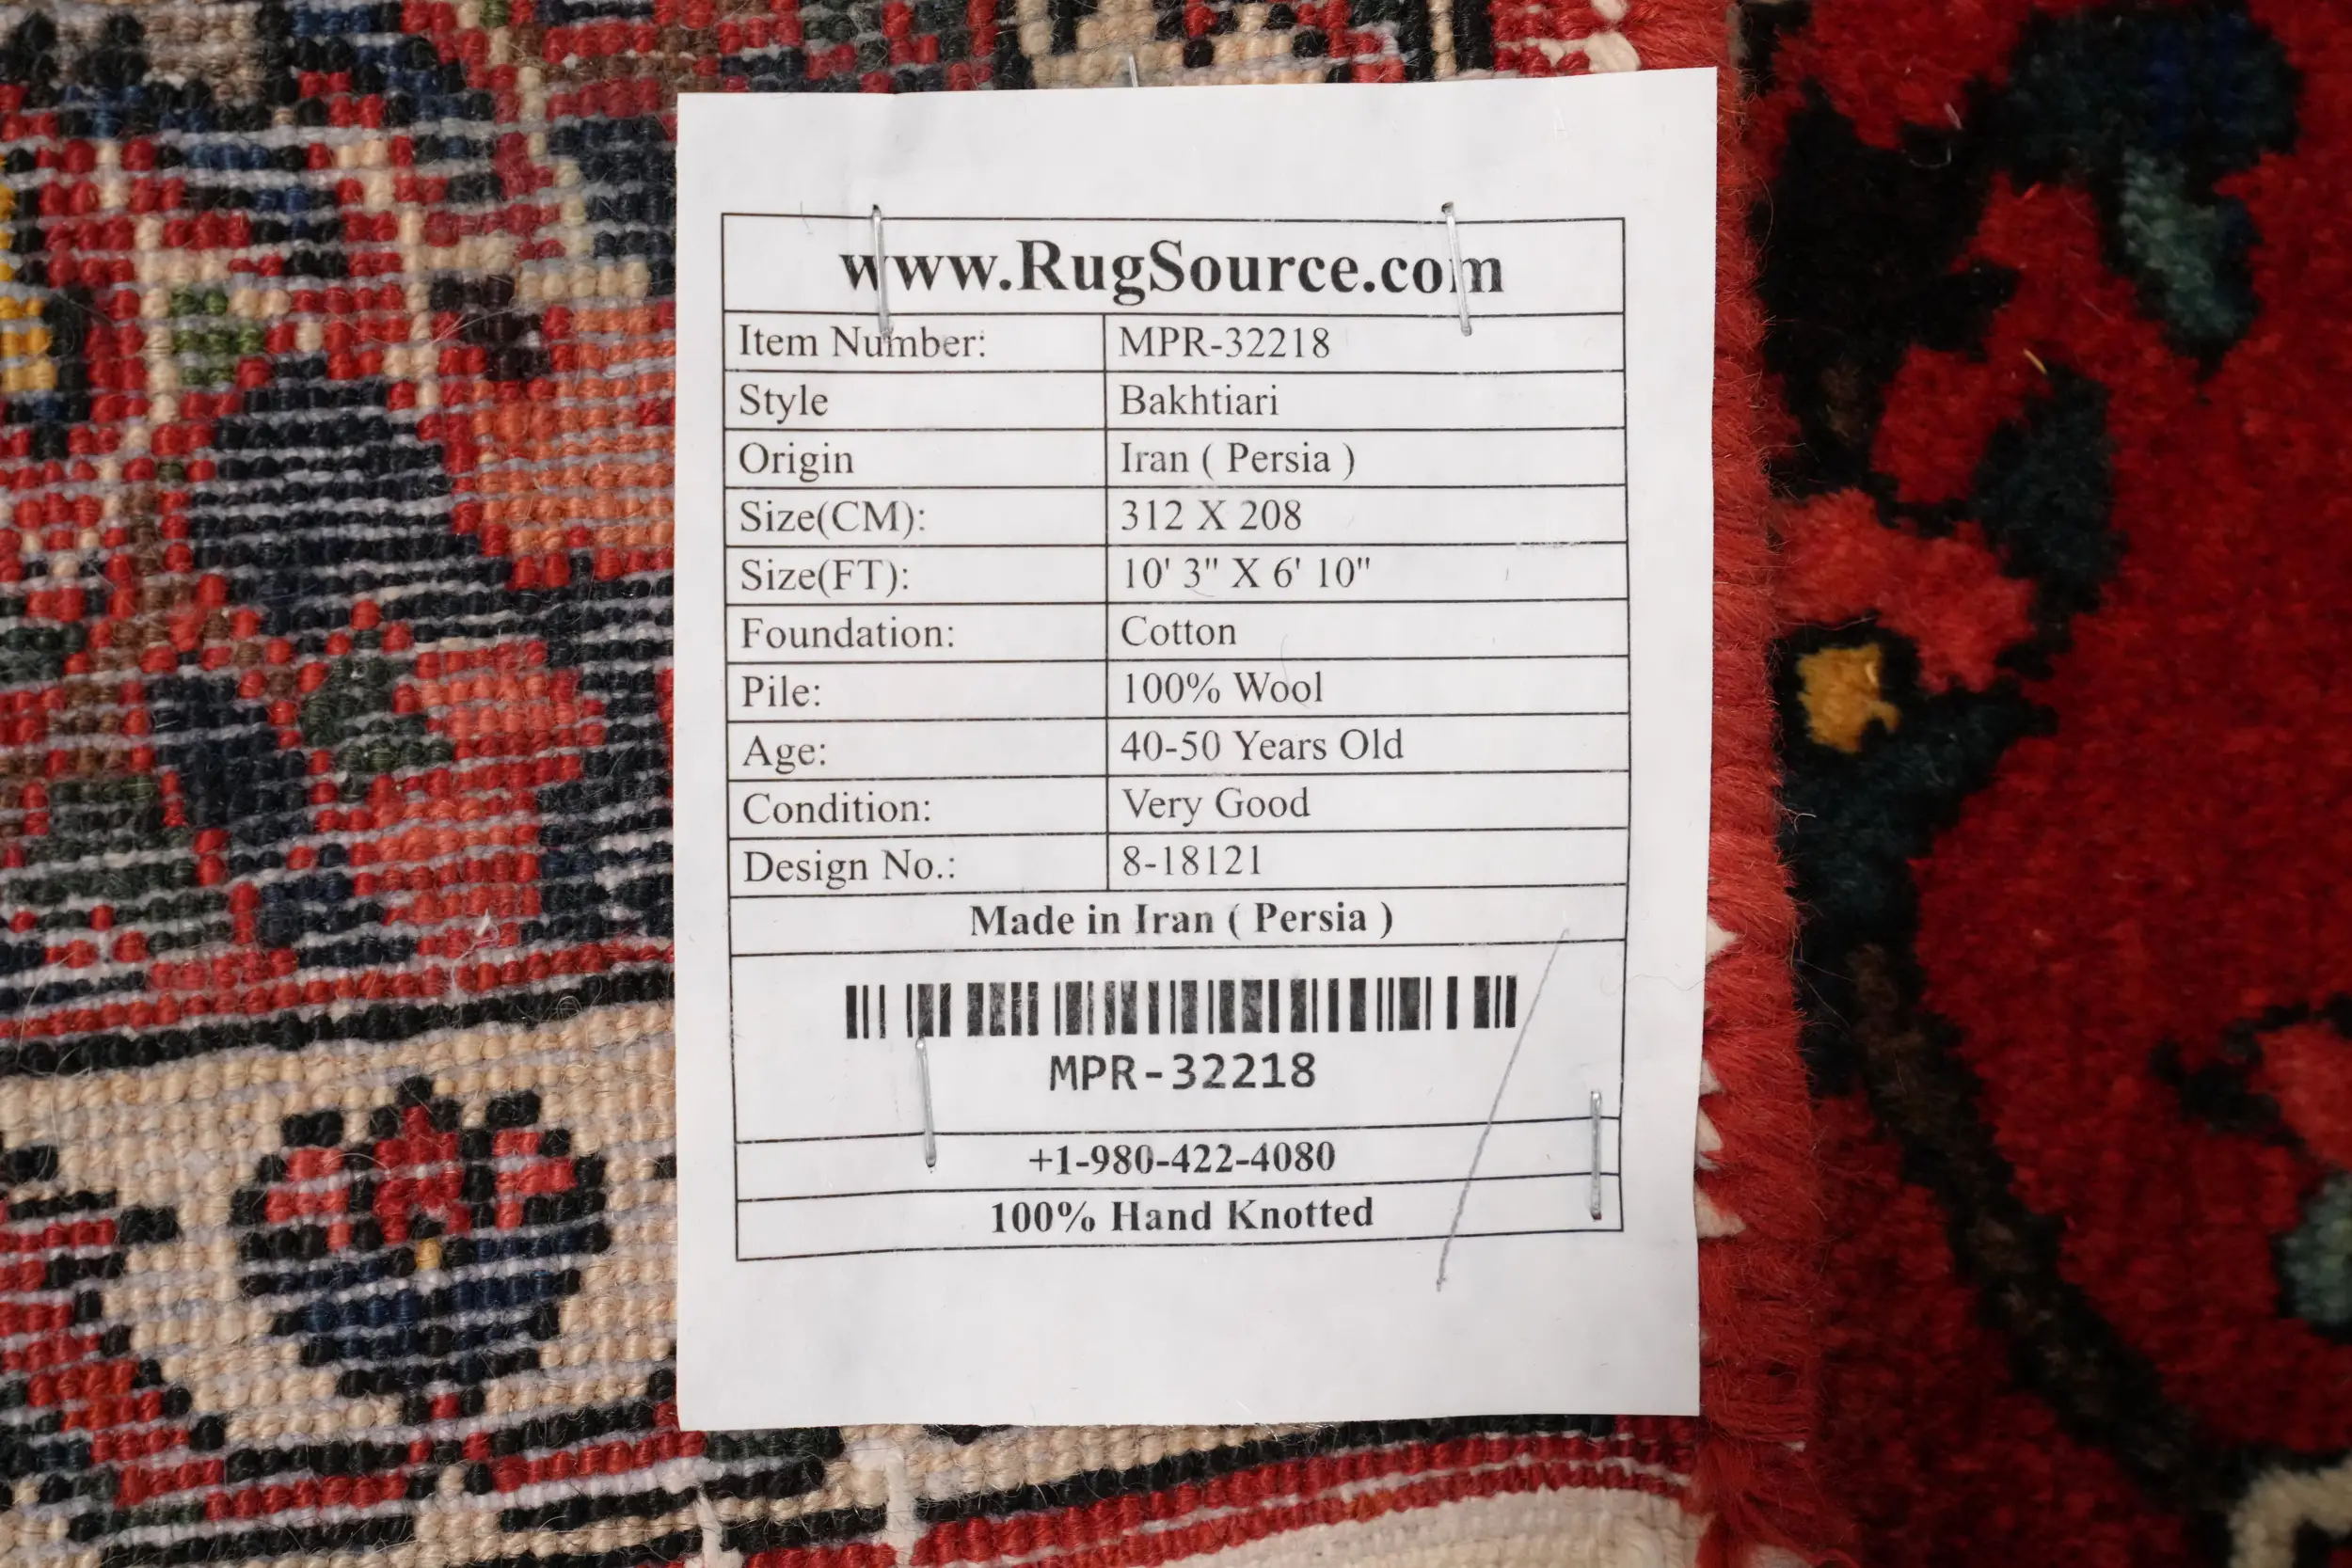 www.RugSource.com
Item Number: MPR-32218
Style Bakhtiari
Origin Iran ( Persia )
Size(CM): 312 X 208
Size(FT): 10' 3" X 6' 10"
Foundation: Cotton
Pile: 100% Wool
Age: 40-50 Years Old
Condition: Very Good
Design No.: 8-18121
Made in Iran ( Persia )
MPR-32218
+1-980-422-4080
100% Hand Knotted